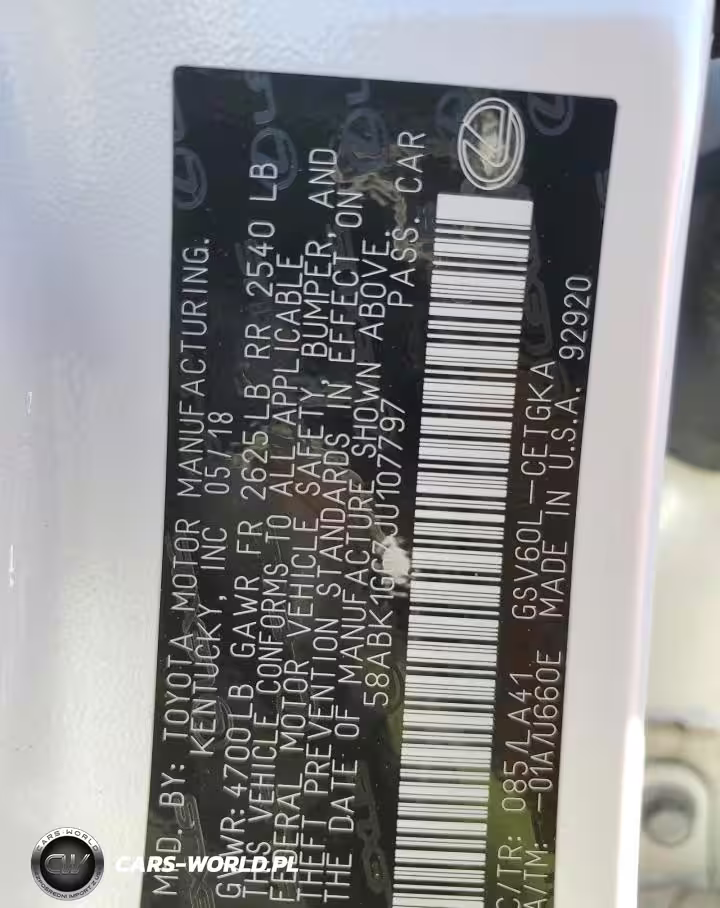 MFD. BY: TOYOTA MOTOR MANUFACTURING.
KENTUCKY, INC 05/18
GVWR: 4700LB GAWR FR 2625LB RR 2540 LB
THIS VEHICLE CONFORMS TO ALL APPLICABLE
FEDERAL MOTOR VEHICLE SAFETY, BUMPER, AND
THEFT PREVENTION STANDARDS IN EFFECT ON
THE DATE OF MANUFACTURE SHOWN ABOVE.
PASS. CAR
C/TR: 085/LA41 GSV60L-CETGKA
A/TM: -01A/U660E MADE IN U.S.A. 92920
CARS-WORLD
CW
CARS-WORLD.PL